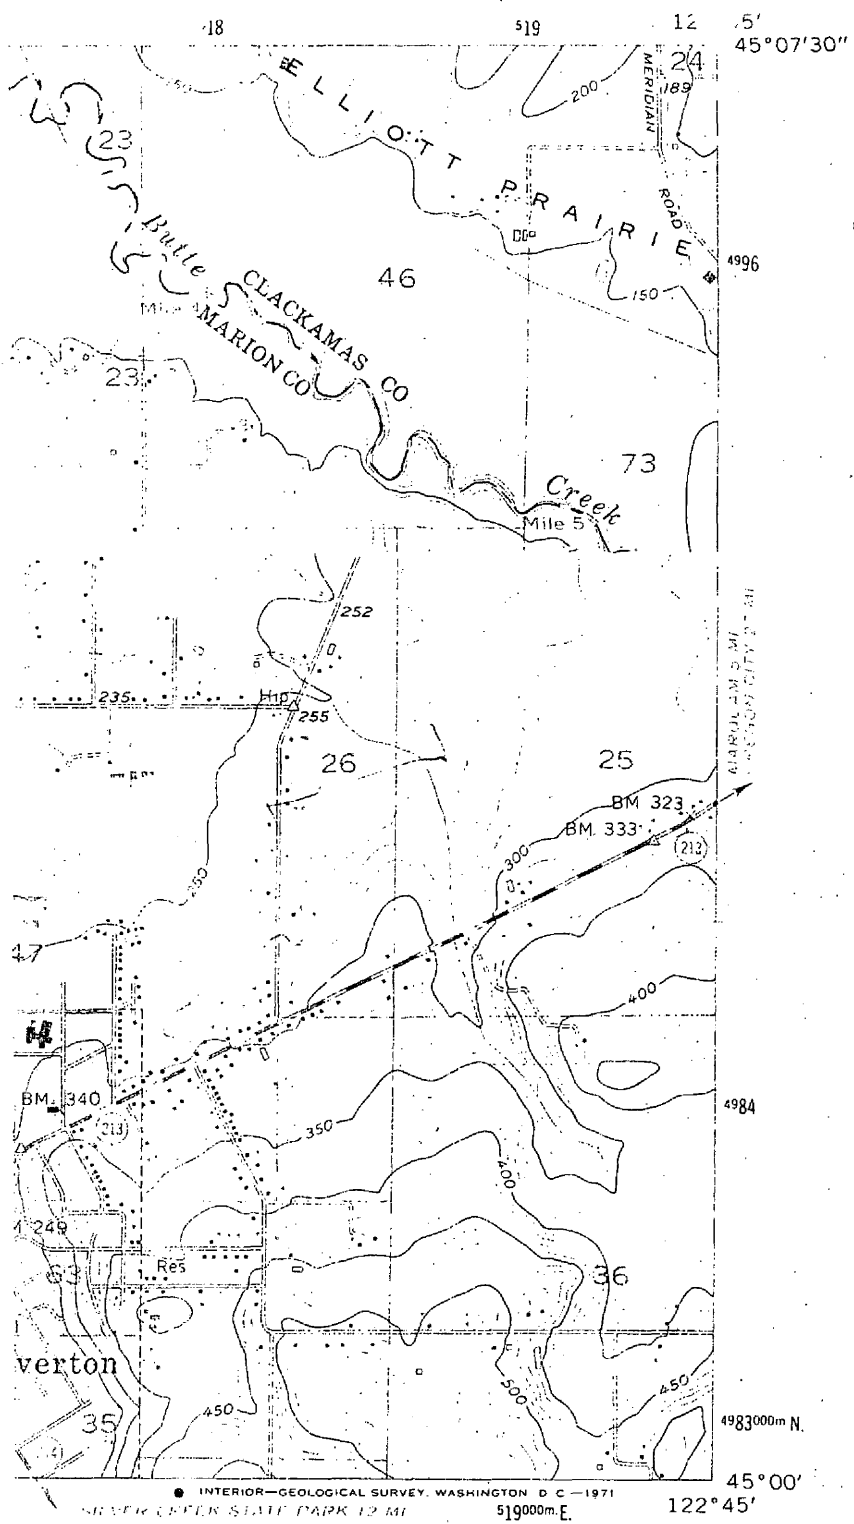 519
45°07'30"
24
189
MERIDIAN
200
ELLIOTT PRAIRIE
ROAD
23
4996
Butte
46
150
CLACKAMAS CO
MARION CO
23
73
Creek
Mile 5
252
235
Hip
255
26
25
BM 323
BM 333
213
300
250
47
400
BM 340
4984
213
350
400
249
63
Res
36
verton
500
450
450
35
4983000m N.
45°00'
INTERIOR—GEOLOGICAL SURVEY, WASHINGTON D C—1971
122°45'
SILVER CREEK STATE PARK 12 MI
519000m.E.